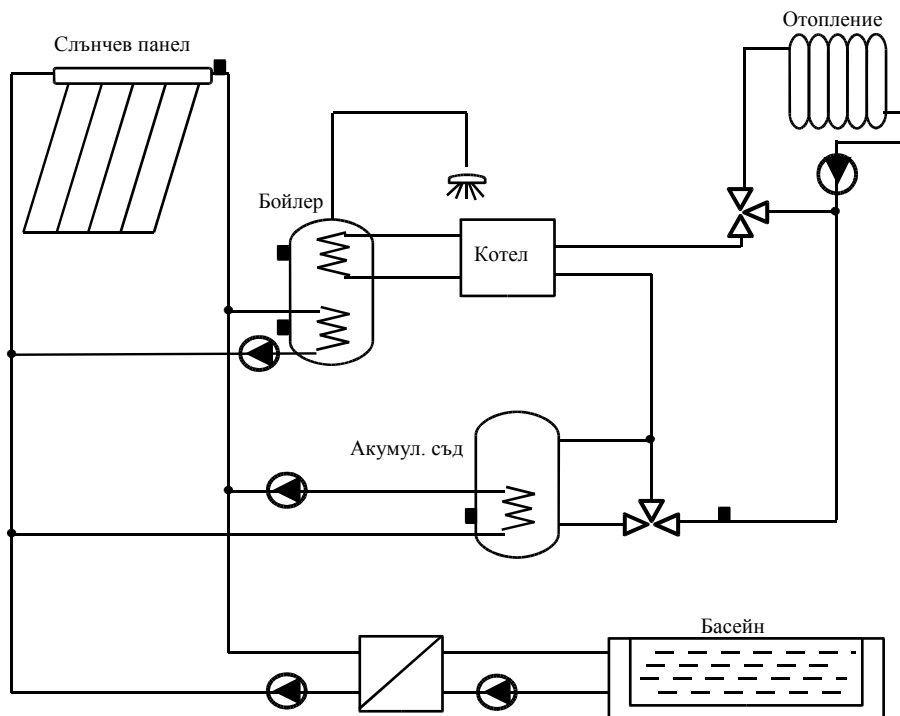 Отопление
Слънчев панел
Бойлер
Котел
Акумул. съд
Басейн